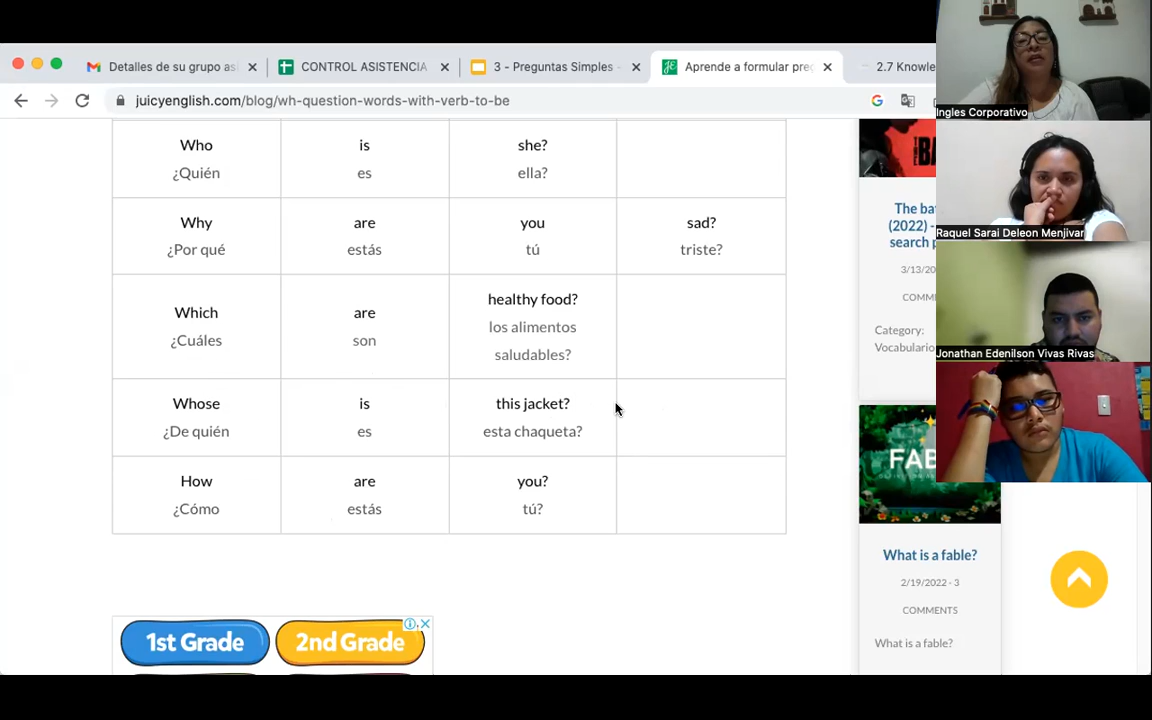 Detalles de su grupo asi
CONTROL ASISTENCIA
3 - Preguntas Simples -
Aprende a formular preg
2.7 Knowle
juicyenglish.com/blog/wh-question-words-with-verb-to-be
Who is she?
¿Quién es ella?
Why are you sad?
¿Por qué estás tú triste?
Which are healthy food?
¿Cuáles son los alimentos
saludables?
Whose is this jacket?
¿De quién es esta chaqueta?
How are you?
¿Cómo estás tú?
1st Grade 2nd Grade
The ba
(2022) -
search p
3/13/20
COMME
Category:
Vocabulario
FAB
What is a fable?
2/19/2022 - 3
COMMENTS
What is a fable?
Ingles Corporativo
Raquel Sarai Deleon Menjivar
Jonathan Edenilson Vivas Rivas